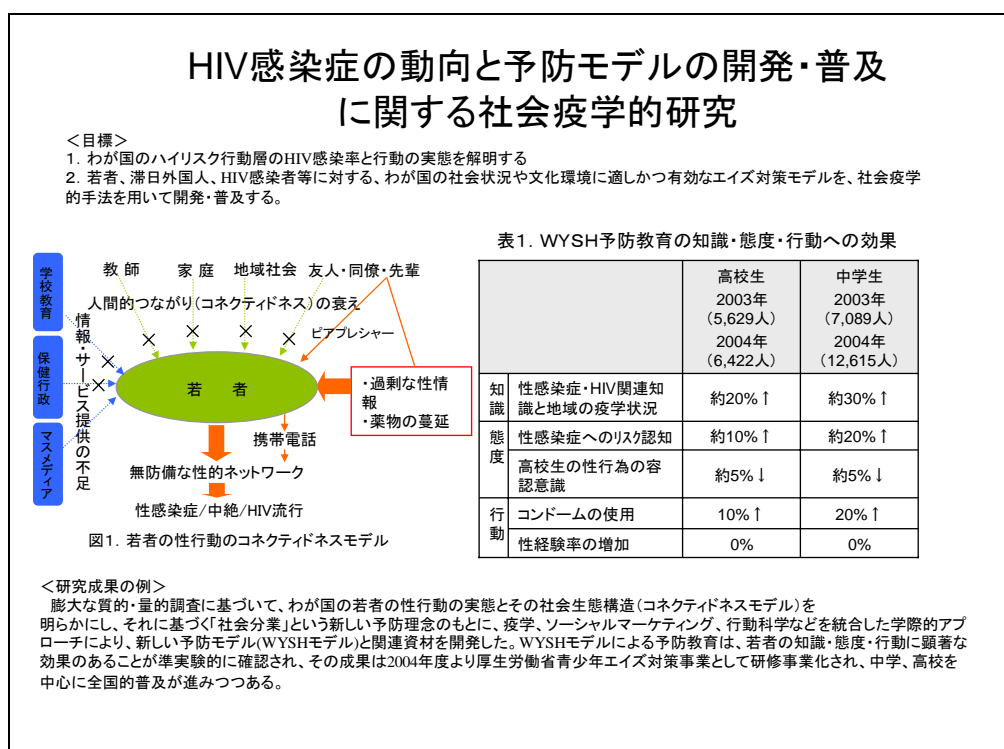 HIV感染症の動向と予防モデルの開発・普及
に関する社会疫学的研究
＜目標＞
１．わが国のハイリスク行動層のHIV感染率と行動の実態を解明する
２．若者、滞日外国人、HIV感染者等に対する、わが国の社会状況や文化環境に適しかつ有効なエイズ対策モデルを、社会疫学
的手法を用いて開発・普及する。
学校教育
保健行政
マスメディア
情報・サービス提供の不足
教 師 家 庭 地域社会 友人・同僚・先輩
人間的つながり（コネクティドネス）の衰え
ピアプレシャー
若 者
・過剰な性情
報
・薬物の蔓延
携帯電話
無防備な性的ネットワーク
性感染症/中絶/HIV流行
図１．若者の性行動のコネクティドネスモデル
表１．WYSH予防教育の知識・態度・行動への効果
高校生 中学生
2003年 2003年
（5,629人） （7,089人）
2004年 2004年
（6,422人） （12,615人）
知識 性感染症・HIV関連知
識と地域の疫学状況 約20%↑ 約30%↑
態度 性感染症へのリスク認知 約10%↑ 約20%↑
高校生の性行為の容
認意識 約5%↓ 約5%↓
行動 コンドームの使用 10%↑ 20%↑
性経験率の増加 0% 0%
＜研究成果の例＞
膨大な質的・量的調査に基づいて、わが国の若者の性行動の実態とその社会生態構造（コネクティドネスモデル）を
明らかにし、それに基づく「社会分業」という新しい予防理念のもとに、疫学、ソーシャルマーケティング、行動科学などを統合した学際的アプ
ローチにより、新しい予防モデル(WYSHモデル)と関連資材を開発した。WYSHモデルによる予防教育は、若者の知識・態度・行動に顕著な
効果のあることが準実験的に確認され、その成果は2004年度より厚生労働省青少年エイズ対策事業として研修事業化され、中学、高校を
中心に全国的普及が進みつつある。